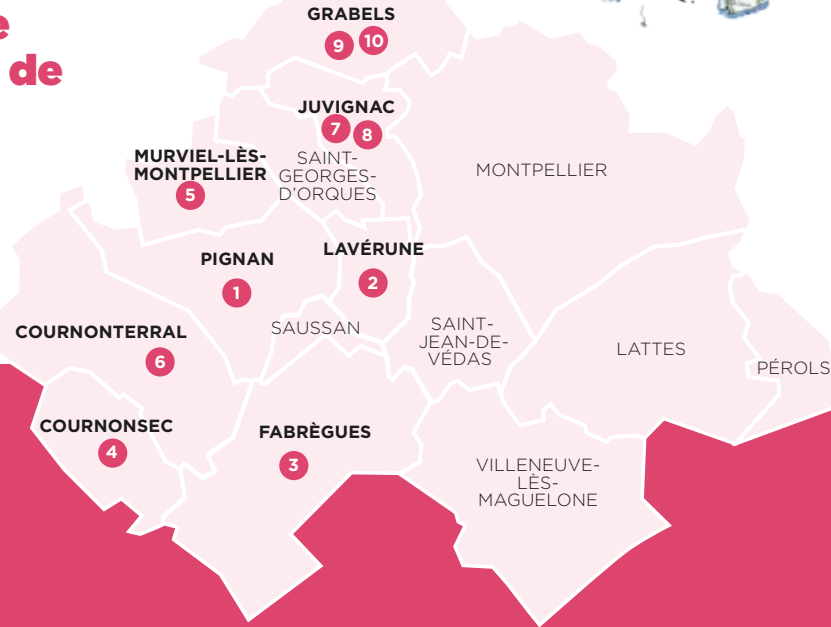 e
de
GRABELS
9 10
JUVIGNAC
7 8
MURVIEL-LÈS-
MONTPELLIER
5
SAINT-
GEORGES-
D'ORQUES
MONTPELLIER
PIGNAN
1
LAVÉRUNE
2
COURNONTERRAL
6
SAUSSAN
SAINT-
JEAN-DE-
VÉDAS
LATTES
PÉROLS
COURNONSEC
4
FABRÈGUES
3
VILLENEUVE-
LÈS-
MAGUELONE